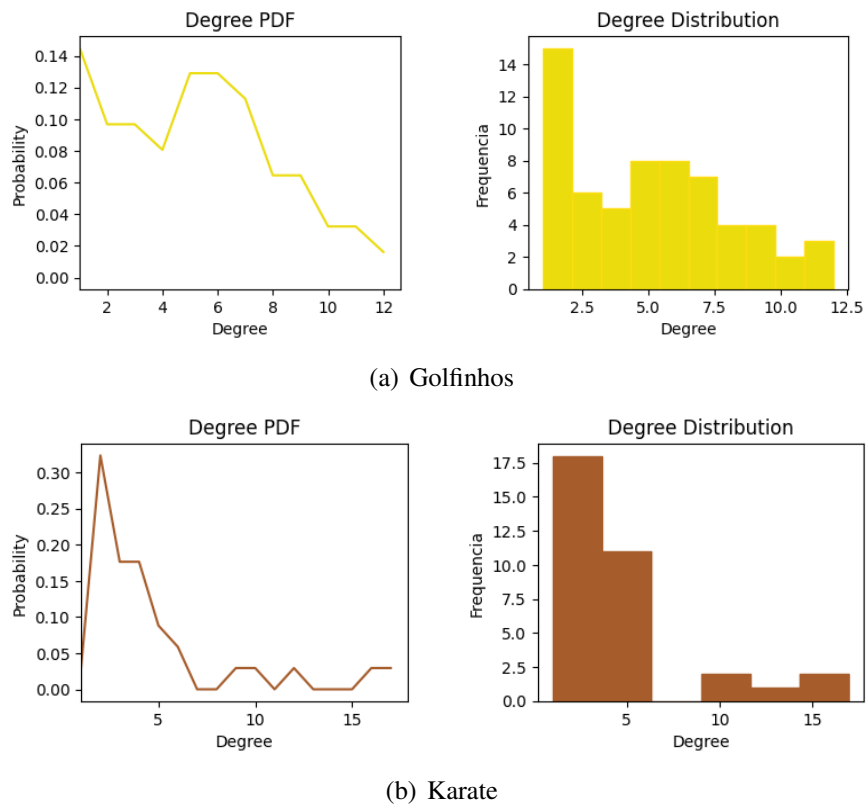 Degree PDF
Degree Distribution
0.14
0.12
0.10
0.08
0.06
0.04
0.02
0.00
Probability
2 4 6 8 10 12
Degree
14
12
10
8
6
4
2
0
Frequencia
2.5 5.0 7.5 10.0 12.5
Degree
(a) Golfinhos
Degree PDF
Degree Distribution
0.30
0.25
0.20
0.15
0.10
0.05
0.00
Probability
5 10 15
Degree
17.5
15.0
12.5
10.0
7.5
5.0
2.5
0.0
Frequencia
5 10 15
Degree
(b) Karate